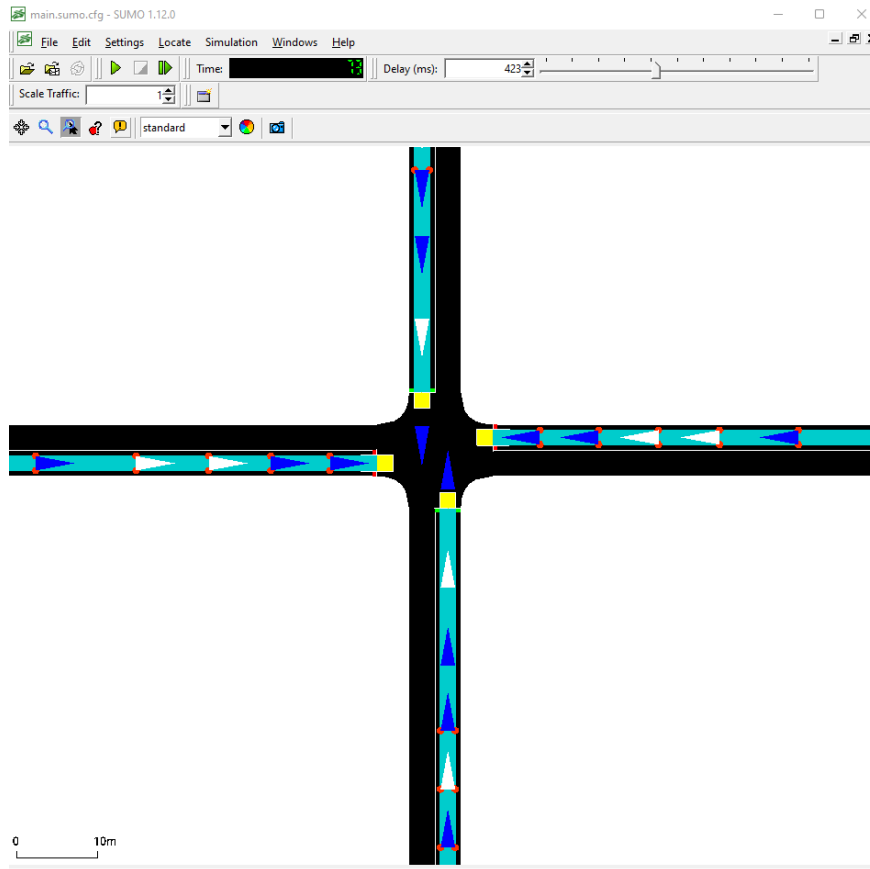 main.sumo.cfg - SUMO 1.12.0
File Edit Settings Locate Simulation Windows Help
Time: 73 Delay (ms): 423
Scale Traffic: 1
standard
0 10m